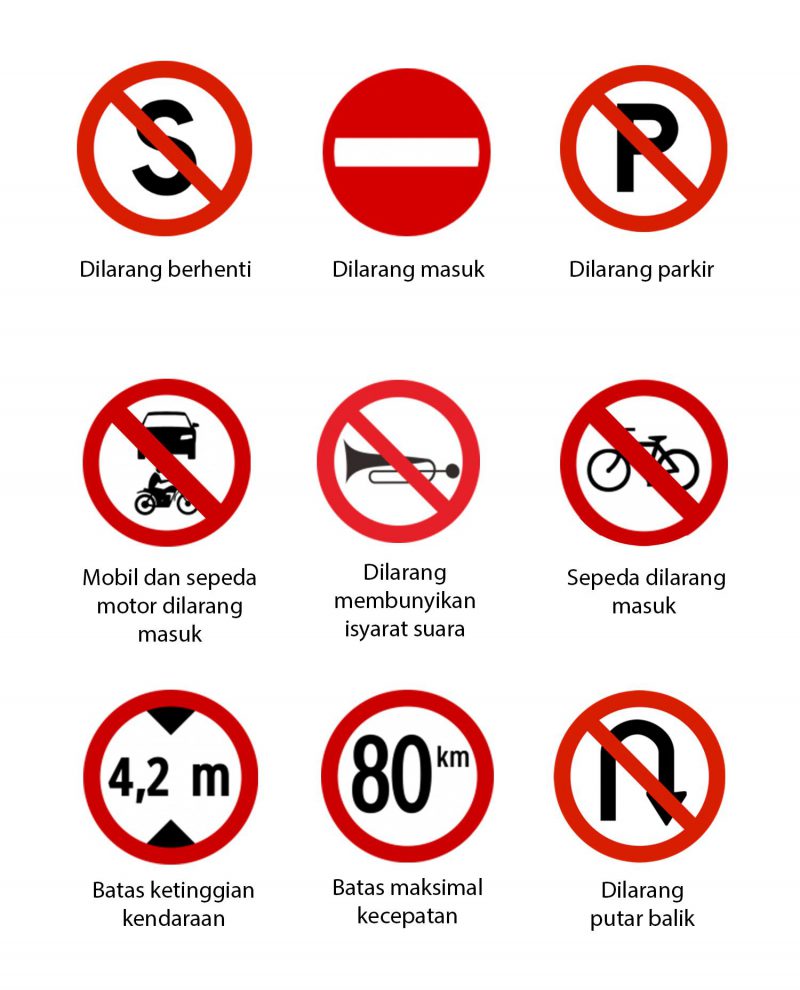 S
P
Dilarang berhenti
Dilarang masuk
Dilarang parkir
Mobil dan sepeda
motor dilarang
masuk
Dilarang
membunyikan
isyarat suara
Sepeda dilarang
masuk
4,2 m
80 km
Batas ketinggian
kendaraan
Batas maksimal
kecepatan
Dilarang
putar balik